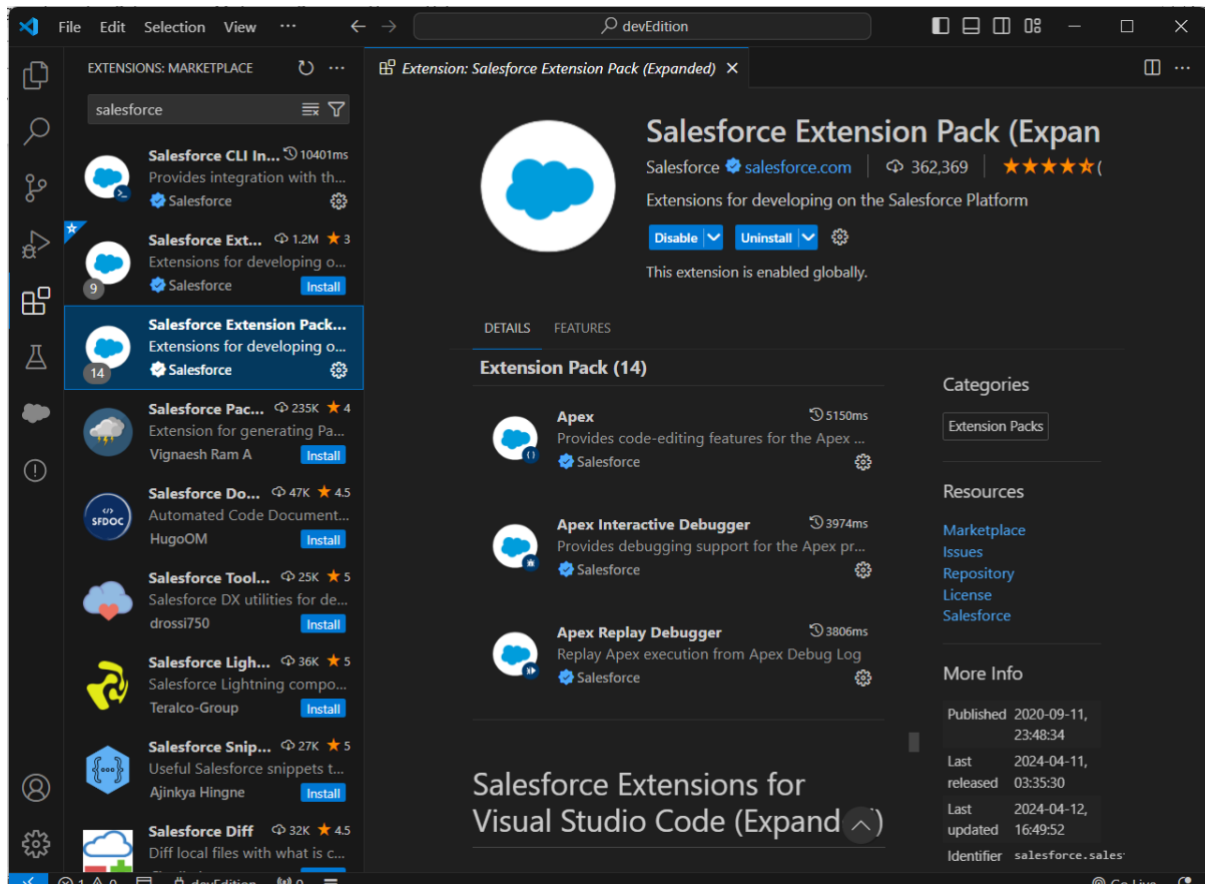 File Edit Selection View ···
devEdition
EXTENSIONS: MARKETPLACE
salesforce
Salesforce CLI In... 10401ms
Provides integration with th...
Salesforce
Salesforce Ext... 1.2M ★ 3
Extensions for developing o...
9 Salesforce Install
Salesforce Extension Pack...
Extensions for developing o...
14 Salesforce
Salesforce Pac... 235K ★ 4
Extension for generating Pa...
Vignaesh Ram A Install
Salesforce Do... 47K ★ 4.5
</>
SFDOC
Automated Code Document...
HugoOM Install
Salesforce Tool... 25K ★ 5
Salesforce DX utilities for de...
drossi750 Install
Salesforce Ligh... 36K ★ 5
Salesforce Lightning compo...
Teralco-Group Install
Salesforce Snip... 27K ★ 5
Useful Salesforce snippets t...
Ajinkya Hingne Install
Salesforce Diff 32K ★ 4.5
Diff local files with what is c...
Extension: Salesforce Extension Pack (Expanded)
Salesforce Extension Pack (Expan
Salesforce salesforce.com | 362,369 | (
Extensions for developing on the Salesforce Platform
Disable Uninstall
This extension is enabled globally.
DETAILS FEATURES
Extension Pack (14)
Apex 5150ms
Provides code-editing features for the Apex ...
Salesforce
Apex Interactive Debugger 3974ms
Provides debugging support for the Apex pr...
Salesforce
Apex Replay Debugger 3806ms
Replay Apex execution from Apex Debug Log
Salesforce
Salesforce Extensions for
Visual Studio Code (Expand )
Categories
Extension Packs
Resources
Marketplace
Issues
Repository
License
Salesforce
More Info
Published 2020-09-11,
23:48:34
Last 2024-04-11,
released 03:35:30
Last 2024-04-12,
updated 16:49:52
Identifier salesforce.sales
1 0 devEdition 0 Go Live